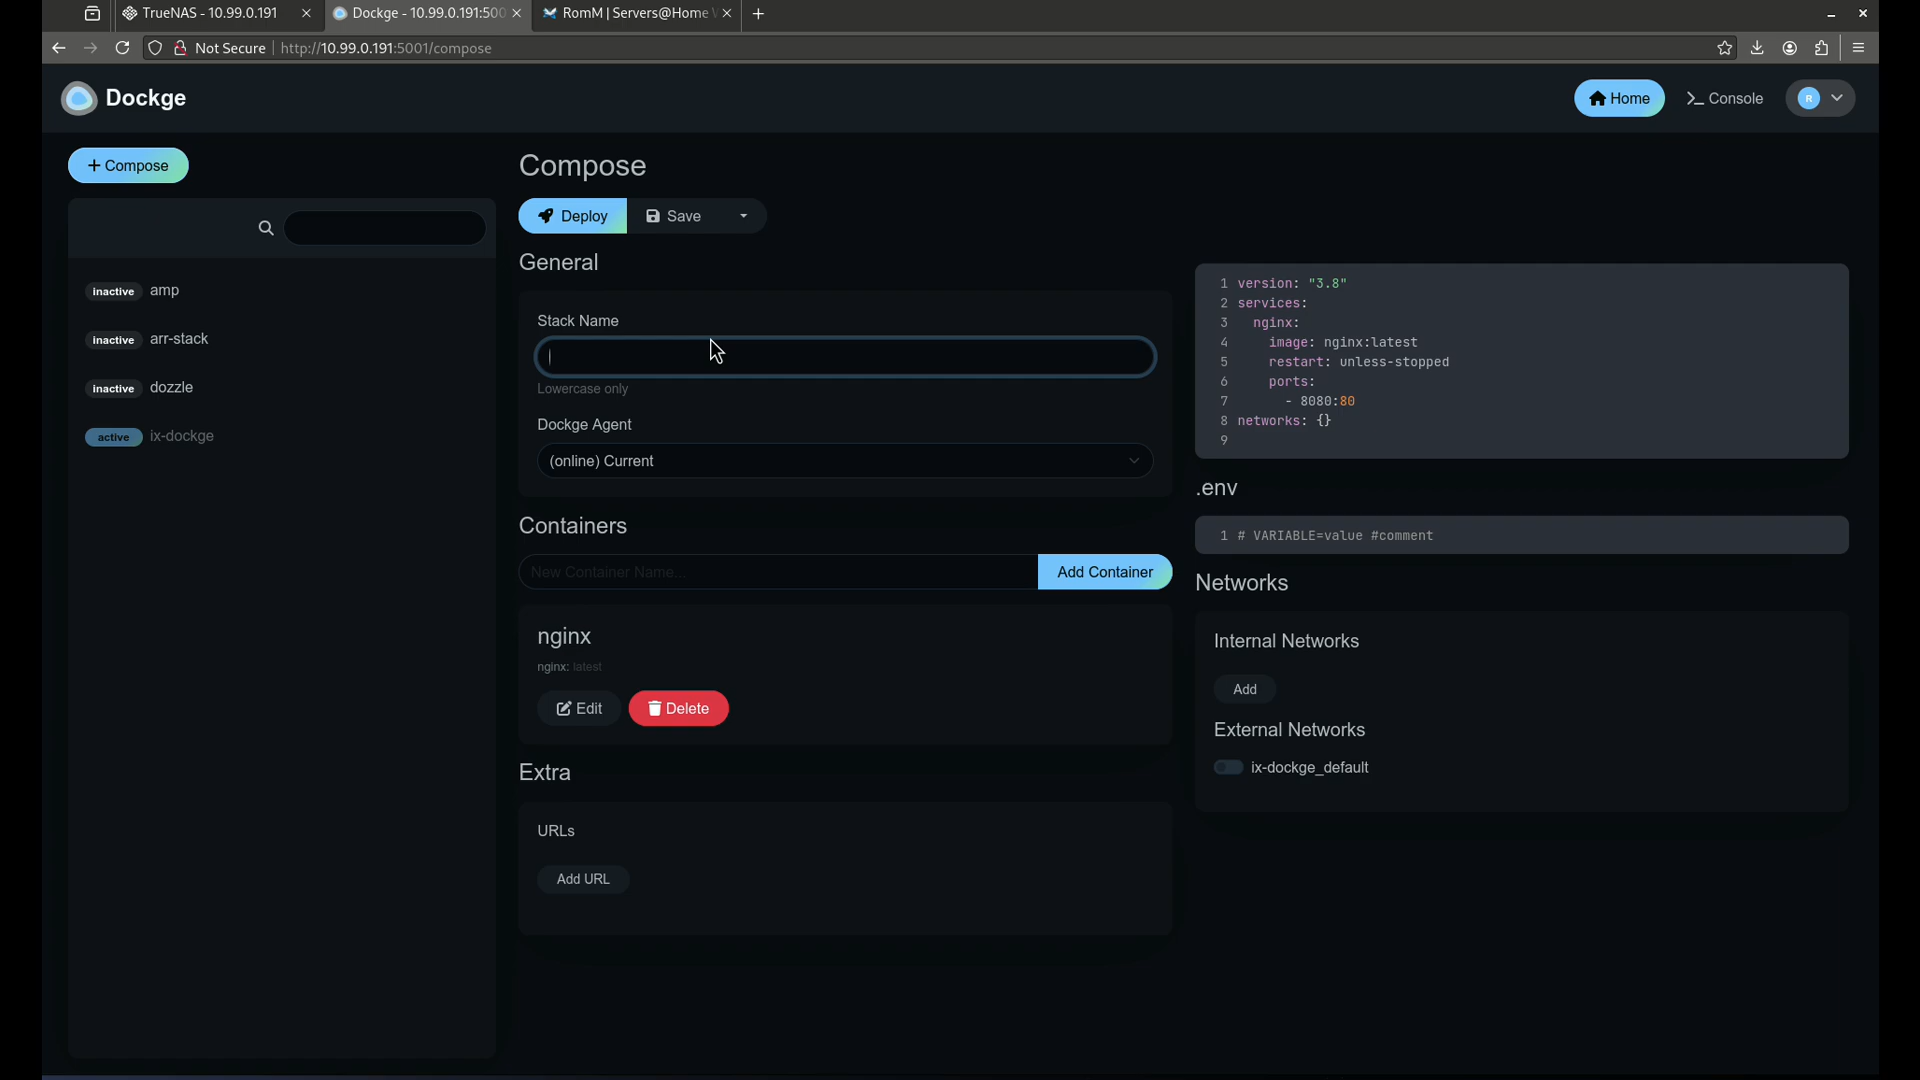 TrueNAS - 10.99.0.191
Dockge - 10.99.0.191:500
RomM | Servers@Home W
Not Secure
http://10.99.0.191:5001/compose
Dockge
Home
Console
R
+ Compose
inactive amp
inactive arr-stack
inactive dozzle
active ix-dockge
Compose
Deploy
Save
General
Stack Name
Lowercase only
Dockge Agent
(online) Current
Containers
New Container Name...
Add Container
nginx
nginx: latest
Edit
Delete
Extra
URLs
Add URL
1 version: "3.8"
2 services:
3 nginx:
4 image: nginx:latest
5 restart: unless-stopped
6 ports:
7 - 8080:80
8 networks: {}
9
.env
1 # VARIABLE=value #comment
Networks
Internal Networks
Add
External Networks
ix-dockge_default